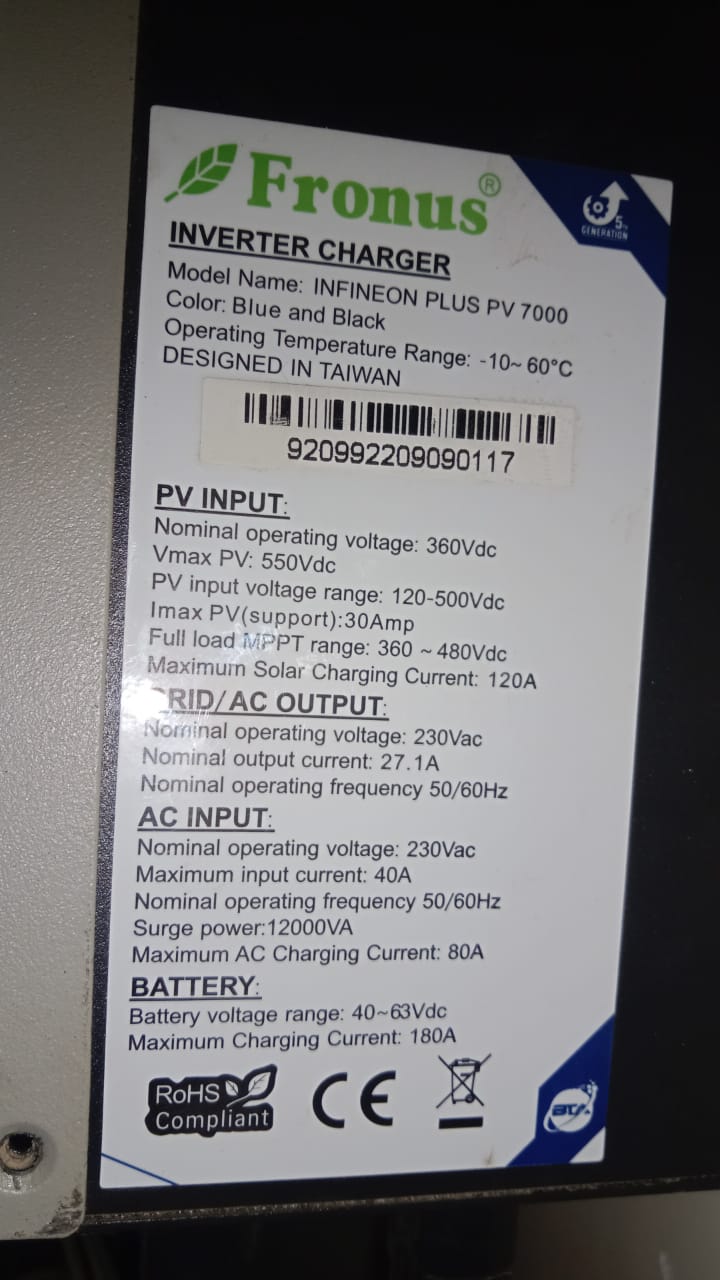 Fronus®
5TH
GENERATION
INVERTER CHARGER
Model Name: INFINEON PLUS PV 7000
Color: Blue and Black
Operating Temperature Range: -10~ 60°C
DESIGNED IN TAIWAN
920992209090117
PV INPUT:
Nominal operating voltage: 360Vdc
Vmax PV: 550Vdc
PV input voltage range: 120-500Vdc
Imax PV(support):30Amp
Full load MPPT range: 360 ~ 480Vdc
Maximum Solar Charging Current: 120A
GRID/AC OUTPUT:
Nominal operating voltage: 230Vac
Nominal output current: 27.1A
Nominal operating frequency 50/60Hz
AC INPUT:
Nominal operating voltage: 230Vac
Maximum input current: 40A
Nominal operating frequency 50/60Hz
Surge power:12000VA
Maximum AC Charging Current: 80A
BATTERY:
Battery voltage range: 40~63Vdc
Maximum Charging Current: 180A
RoHS
Compliant
CE